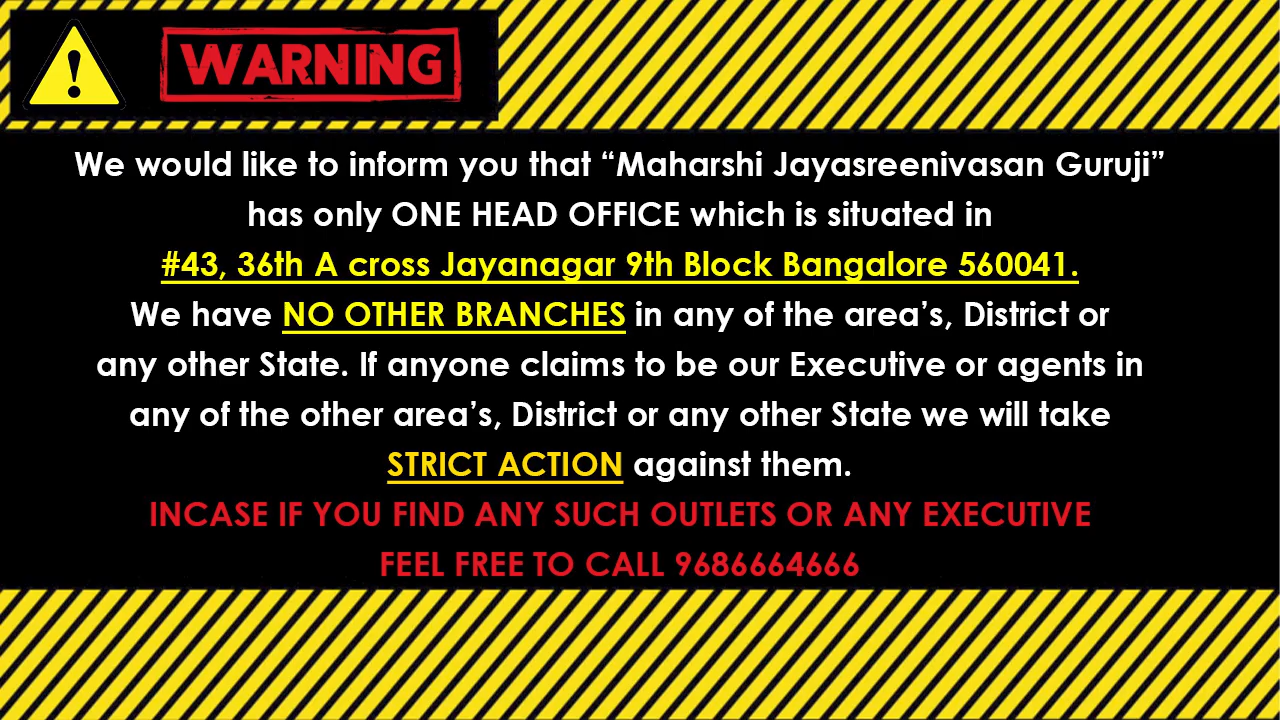 WARNING
We would like to inform you that “Maharshi Jayasreenivasan Guruji”
has only ONE HEAD OFFICE which is situated in
#43, 36th A cross Jayanagar 9th Block Bangalore 560041.
We have NO OTHER BRANCHES in any of the area’s, District or
any other State. If anyone claims to be our Executive or agents in
any of the other area’s, District or any other State we will take
STRICT ACTION against them.
INCASE IF YOU FIND ANY SUCH OUTLETS OR ANY EXECUTIVE
FEEL FREE TO CALL 9686664666